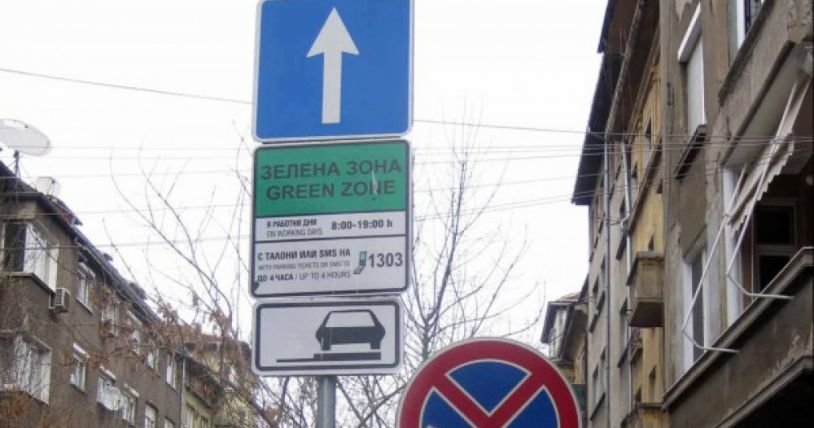 ЗЕЛЕНА ЗОНА
GREEN ZONE
В РАБОТНИ ДНИ
ON WORKING DAYS
8:00-19:00 h
С ТАЛОНИ ИЛИ SMS НА
WITH PARKING TICKETS OR SMS TO
1303
ДО 4 ЧАСА / UP TO 4 HOURS